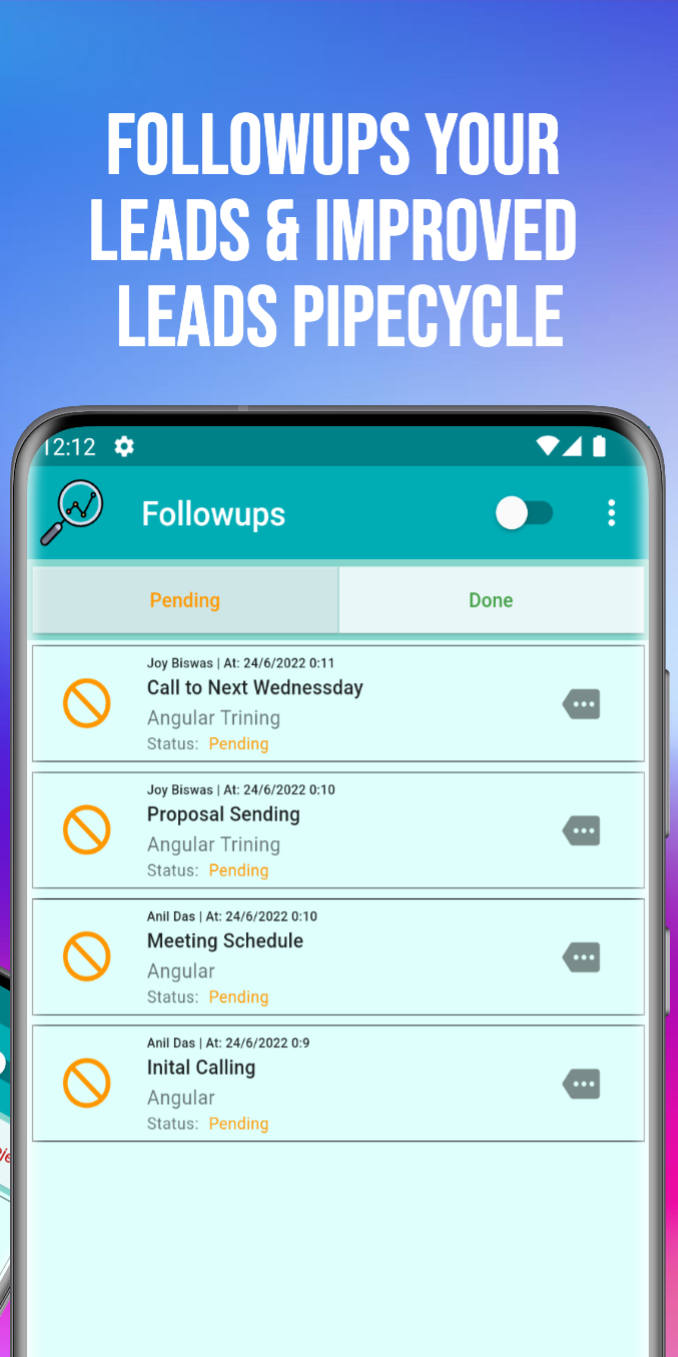 FOLLOWUPS YOUR
LEADS & IMPROVED
LEADS PIPECYCLE
12:12
Followups
Pending
Done
Joy Biswas | At: 24/6/2022 0:11
Call to Next Wednessday
Angular Trining
Status: Pending
Joy Biswas | At: 24/6/2022 0:10
Proposal Sending
Angular Trining
Status: Pending
Anil Das | At: 24/6/2022 0:10
Meeting Schedule
Angular
Status: Pending
Anil Das | At: 24/6/2022 0:9
Inital Calling
Angular
Status: Pending